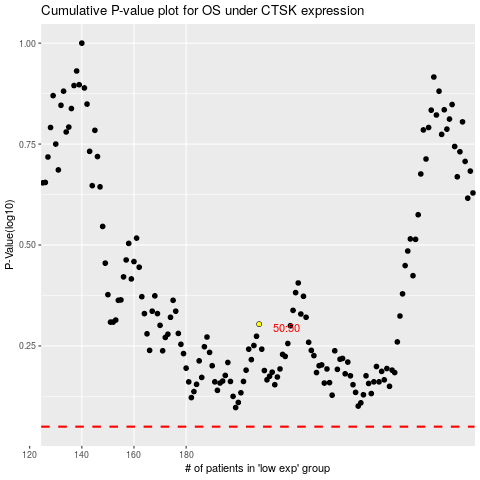 Cumulative P-value plot for OS under CTSK expression
1.00
0.75
0.50
0.25
P-Value(log10)
50:50
120 140 160 180
# of patients in 'low exp' group